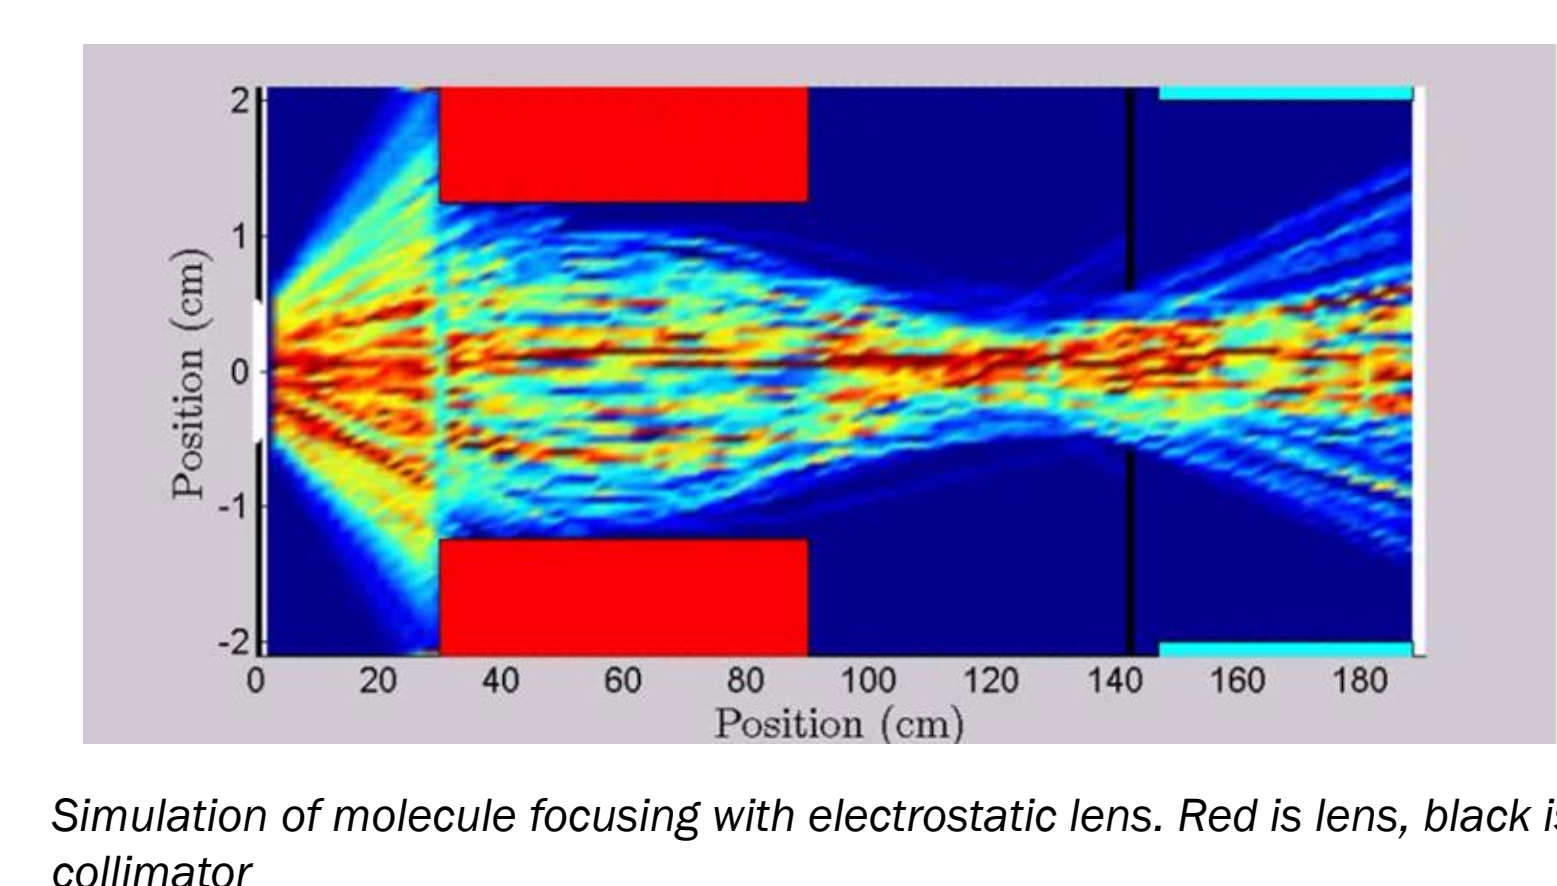 2
1
0
-1
-2
Position (cm)
0 20 40 60 80 100 120 140 160 180
Position (cm)
Simulation of molecule focusing with electrostatic lens. Red is lens, black is
collimator